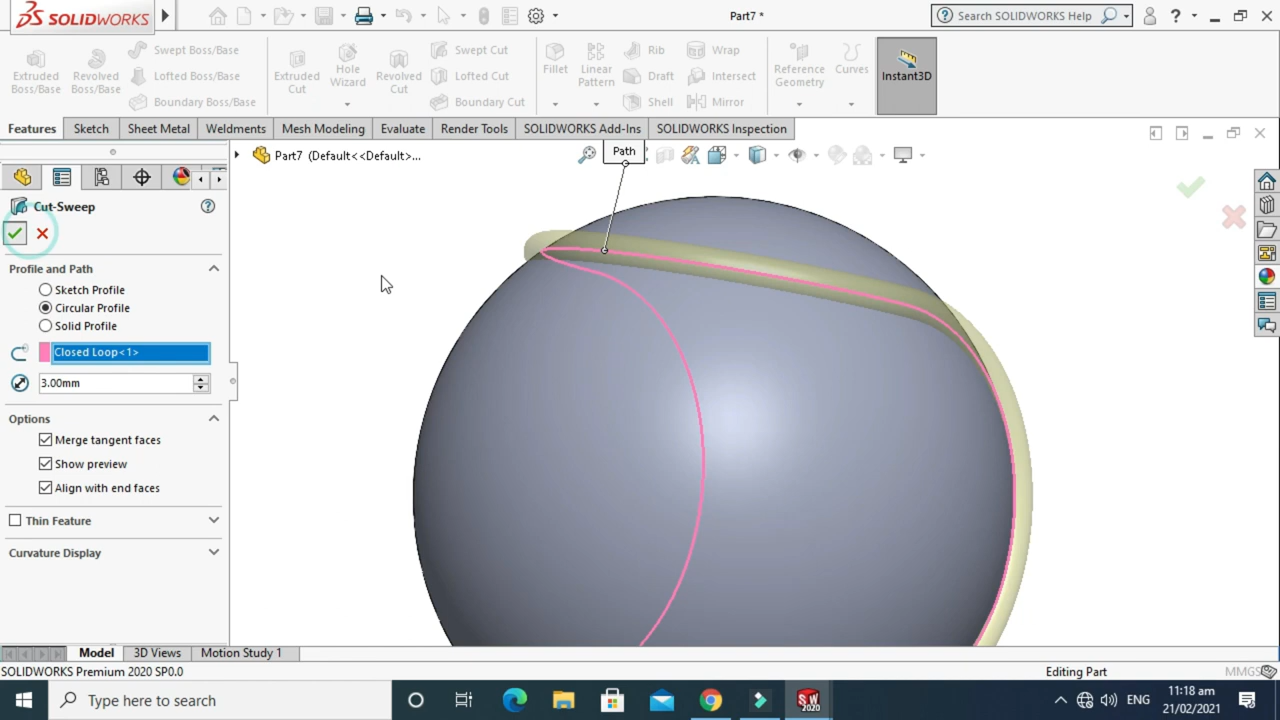 SOLIDWORKS
Part7 *
Search SOLIDWORKS Help
Extruded Boss/Base
Revolved Boss/Base
Swept Boss/Base
Lofted Boss/Base
Boundary Boss/Base
Extruded Cut
Hole Wizard
Revolved Cut
Swept Cut
Lofted Cut
Boundary Cut
Fillet
Linear Pattern
Rib
Draft
Shell
Wrap
Intersect
Mirror
Reference Geometry
Curves
Instant3D
Features
Sketch
Sheet Metal
Weldments
Mesh Modeling
Evaluate
Render Tools
SOLIDWORKS Add-Ins
SOLIDWORKS Inspection
Part7 (Default<<Default>...
Path
Cut-Sweep
Profile and Path
Sketch Profile
Circular Profile
Solid Profile
Closed Loop<1>
3.00mm
Options
Merge tangent faces
Show preview
Align with end faces
Thin Feature
Curvature Display
Model
3D Views
Motion Study 1
SOLIDWORKS Premium 2020 SP0.0
Editing Part
MMGS
Type here to search
SW
2020
ENG
11:18 am
21/02/2021